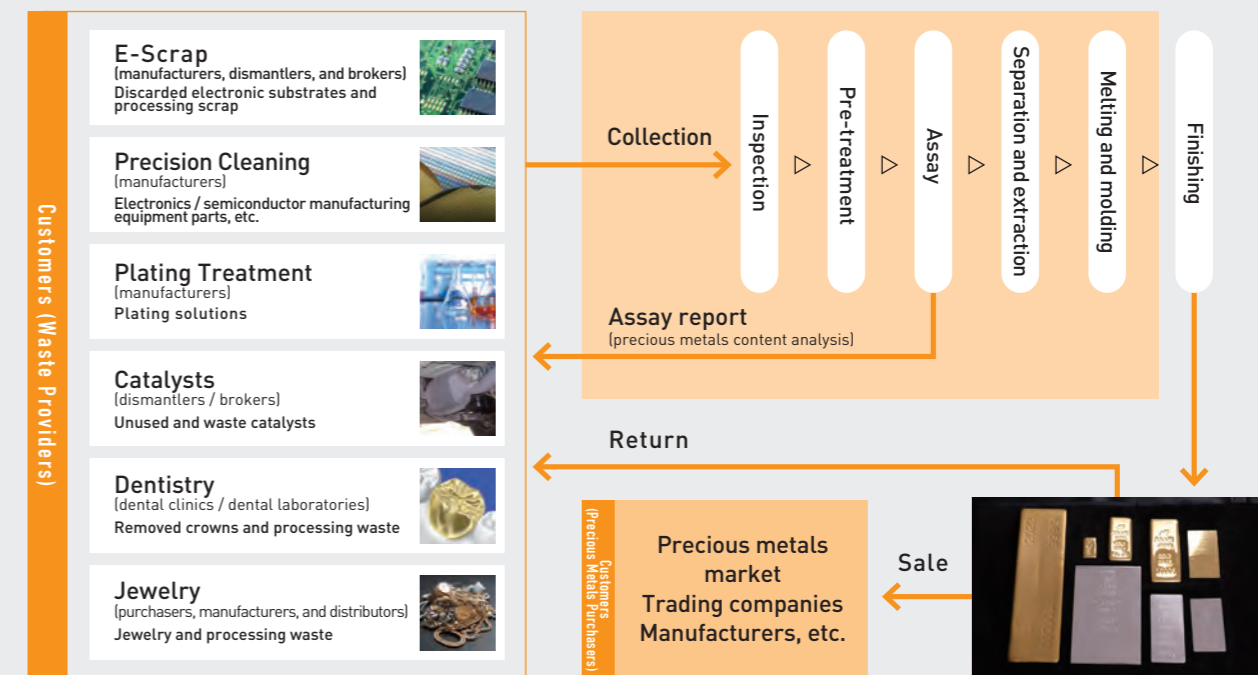 Customers (Waste Providers)
E-Scrap
(manufacturers, dismantlers, and brokers)
Discarded electronic substrates and
processing scrap
Precision Cleaning
(manufacturers)
Electronics / semiconductor manufacturing
equipment parts, etc.
Plating Treatment
(manufacturers)
Plating solutions
Catalysts
(dismantlers / brokers)
Unused and waste catalysts
Dentistry
(dental clinics / dental laboratories)
Removed crowns and processing waste
Jewelry
(purchasers, manufacturers, and distributors)
Jewelry and processing waste
Collection
Inspection
Pre-treatment
Assay
Separation and extraction
Melting and molding
Finishing
Assay report
(precious metals content analysis)
Return
Customers
(Precious Metals Purchasers)
Precious metals
market
Trading companies
Manufacturers, etc.
Sale